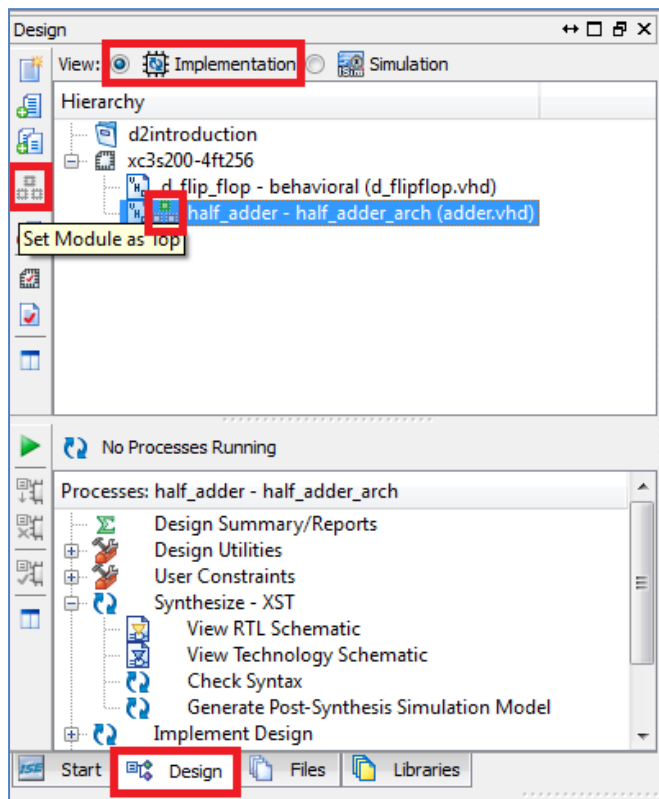 Design
View: Implementation Simulation
Hierarchy
d2introduction
xc3s200-4ft256
d_flip_flop - behavioral (d_flipflop.vhd)
half_adder - half_adder_arch (adder.vhd)
Set Module as Top
No Processes Running
Processes: half_adder - half_adder_arch
Design Summary/Reports
Design Utilities
User Constraints
Synthesize - XST
View RTL Schematic
View Technology Schematic
Check Syntax
Generate Post-Synthesis Simulation Model
Implement Design
ISE Start Design Files Libraries